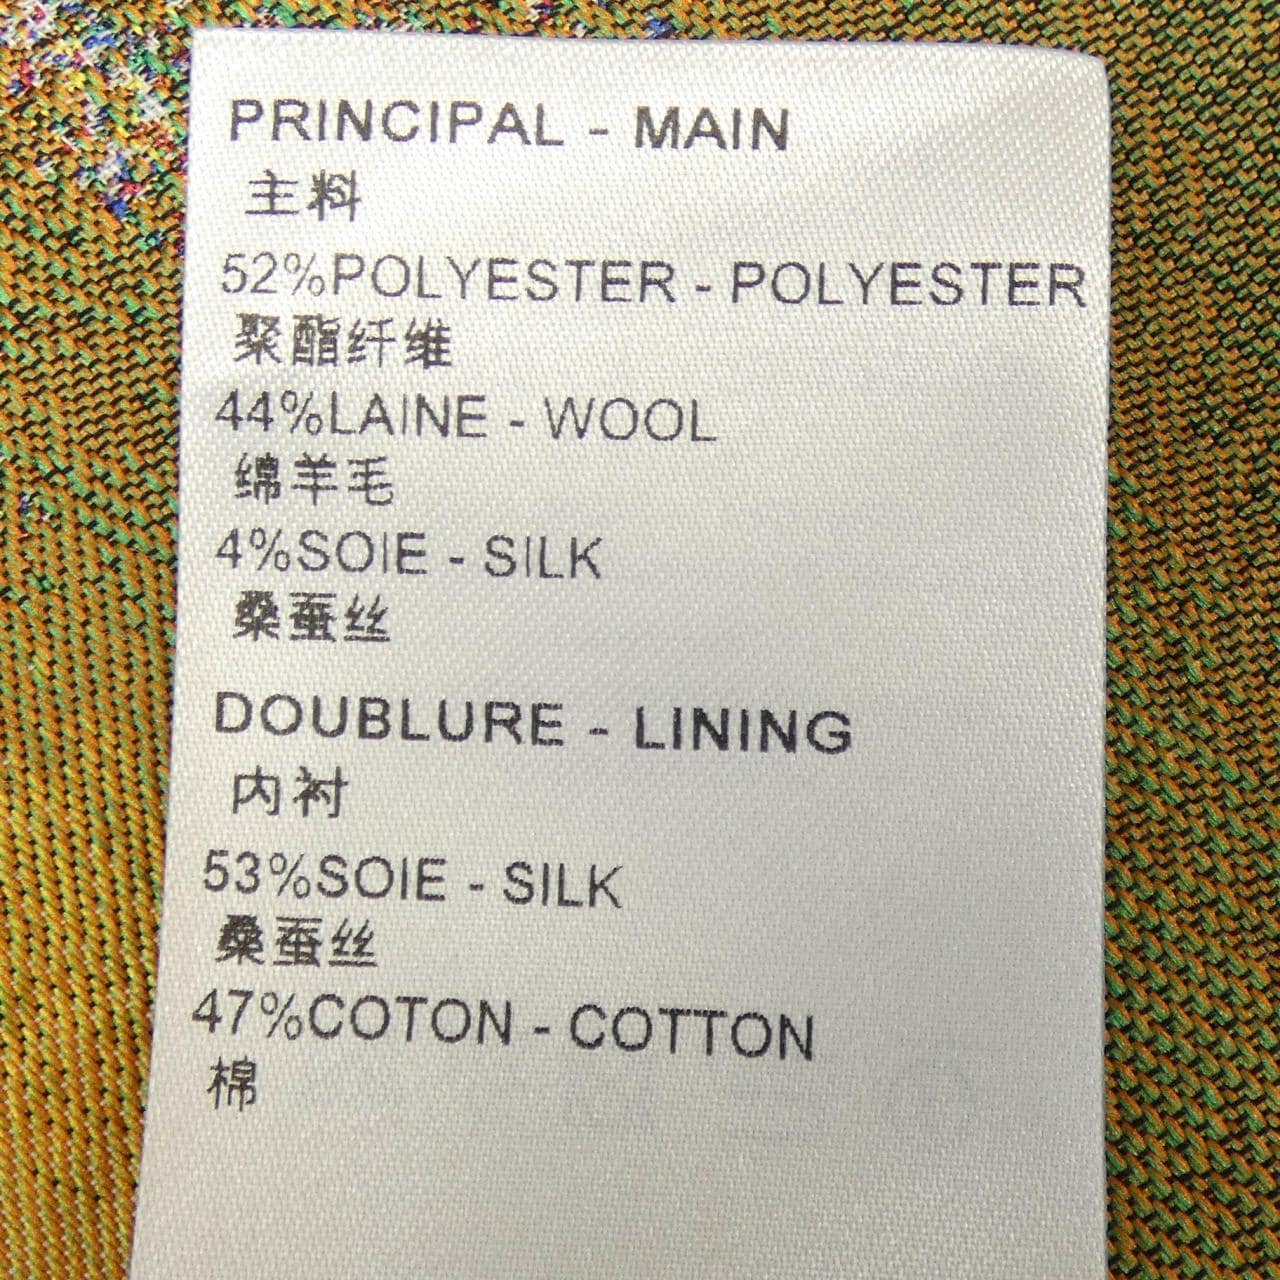 PRINCIPAL - MAIN
主料
52%POLYESTER - POLYESTER
聚酯纤维
44%LAINE - WOOL
绵羊毛
4%SOIE - SILK
桑蚕丝
DOUBLURE - LINING
内衬
53%SOIE - SILK
桑蚕丝
47%COTON - COTTON
棉